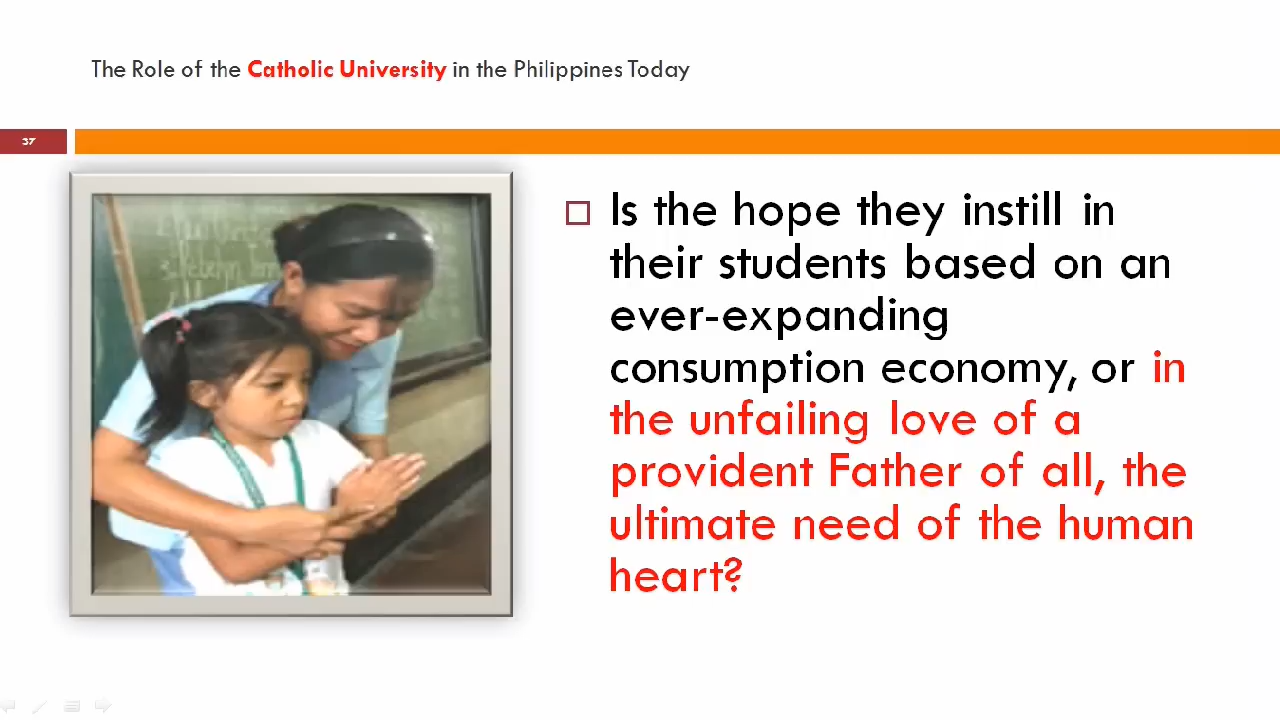 The Role of the Catholic University in the Philippines Today
37
Is the hope they instill in
their students based on an
ever-expanding
consumption economy, or in
the unfailing love of a
provident Father of all, the
ultimate need of the human
heart?